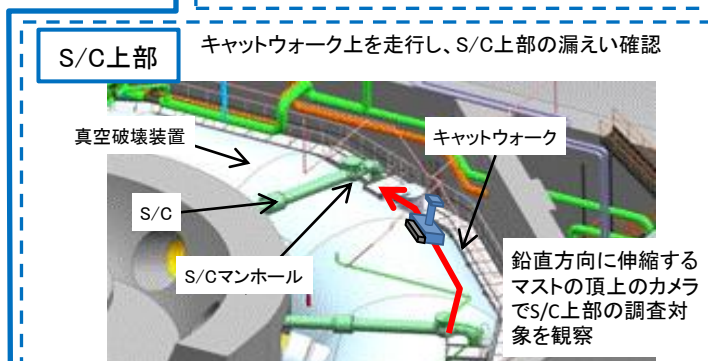 S/C上部
キャットウォーク上を走行し、S/C上部の漏えい確認
真空破壊装置
キャットウォーク
S/C
S/Cマンホール
鉛直方向に伸縮する
マストの頂上のカメラ
でS/C上部の調査対
象を観察